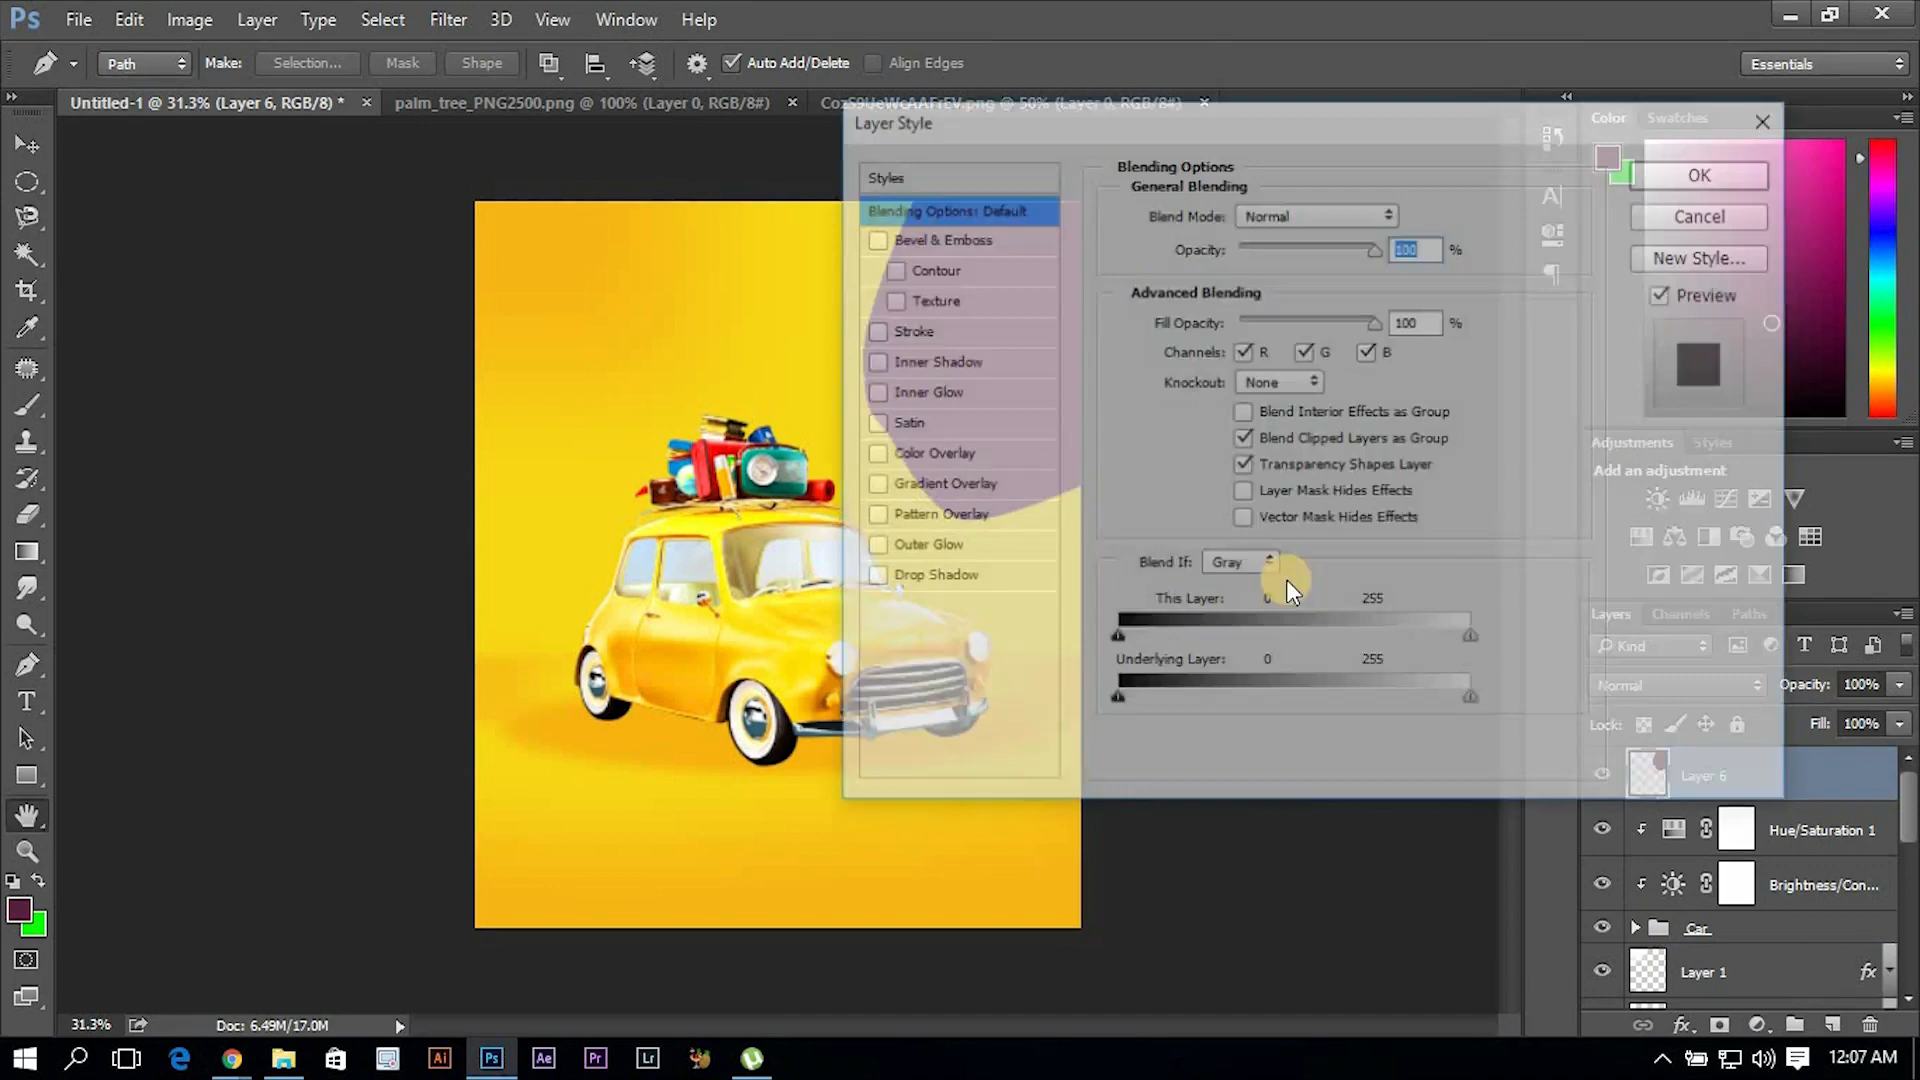 Ps File Edit Image Layer Type Select Filter 3D View Window Help
Path Make: Selection... Mask Shape Auto Add/Delete Align Edges Essentials
Untitled-1 @ 31.3% (Layer 6, RGB/8) * palm_tree_PNG2500.png @ 100% (Layer 0, RGB/8#) @ 50% (Layer 0, RGB/8#)
Layer Style
Color Swatches
Styles
Blending Options: Default
Bevel & Emboss
Contour
Texture
Stroke
Inner Shadow
Inner Glow
Satin
Color Overlay
Gradient Overlay
Pattern Overlay
Outer Glow
Drop Shadow
Blending Options
General Blending
Blend Mode: Normal
Opacity: 100 %
Advanced Blending
Fill Opacity: 100 %
Channels: R G B
Knockout: None
Blend Interior Effects as Group
Blend Clipped Layers as Group
Transparency Shapes Layer
Layer Mask Hides Effects
Vector Mask Hides Effects
Blend If: Gray
This Layer: 0 255
Underlying Layer: 0 255
OK
Cancel
New Style...
Preview
Adjustments Styles
Add an adjustment
Layers Channels Paths
Kind
Normal Opacity: 100%
Lock: Fill: 100%
Layer 6
Hue/Saturation 1
Brightness/Con...
Car
Layer 1 fx
31.3% Doc: 6.49M/17.0M
fx
Ai Ps Ae Pr Lr 12:07 AM